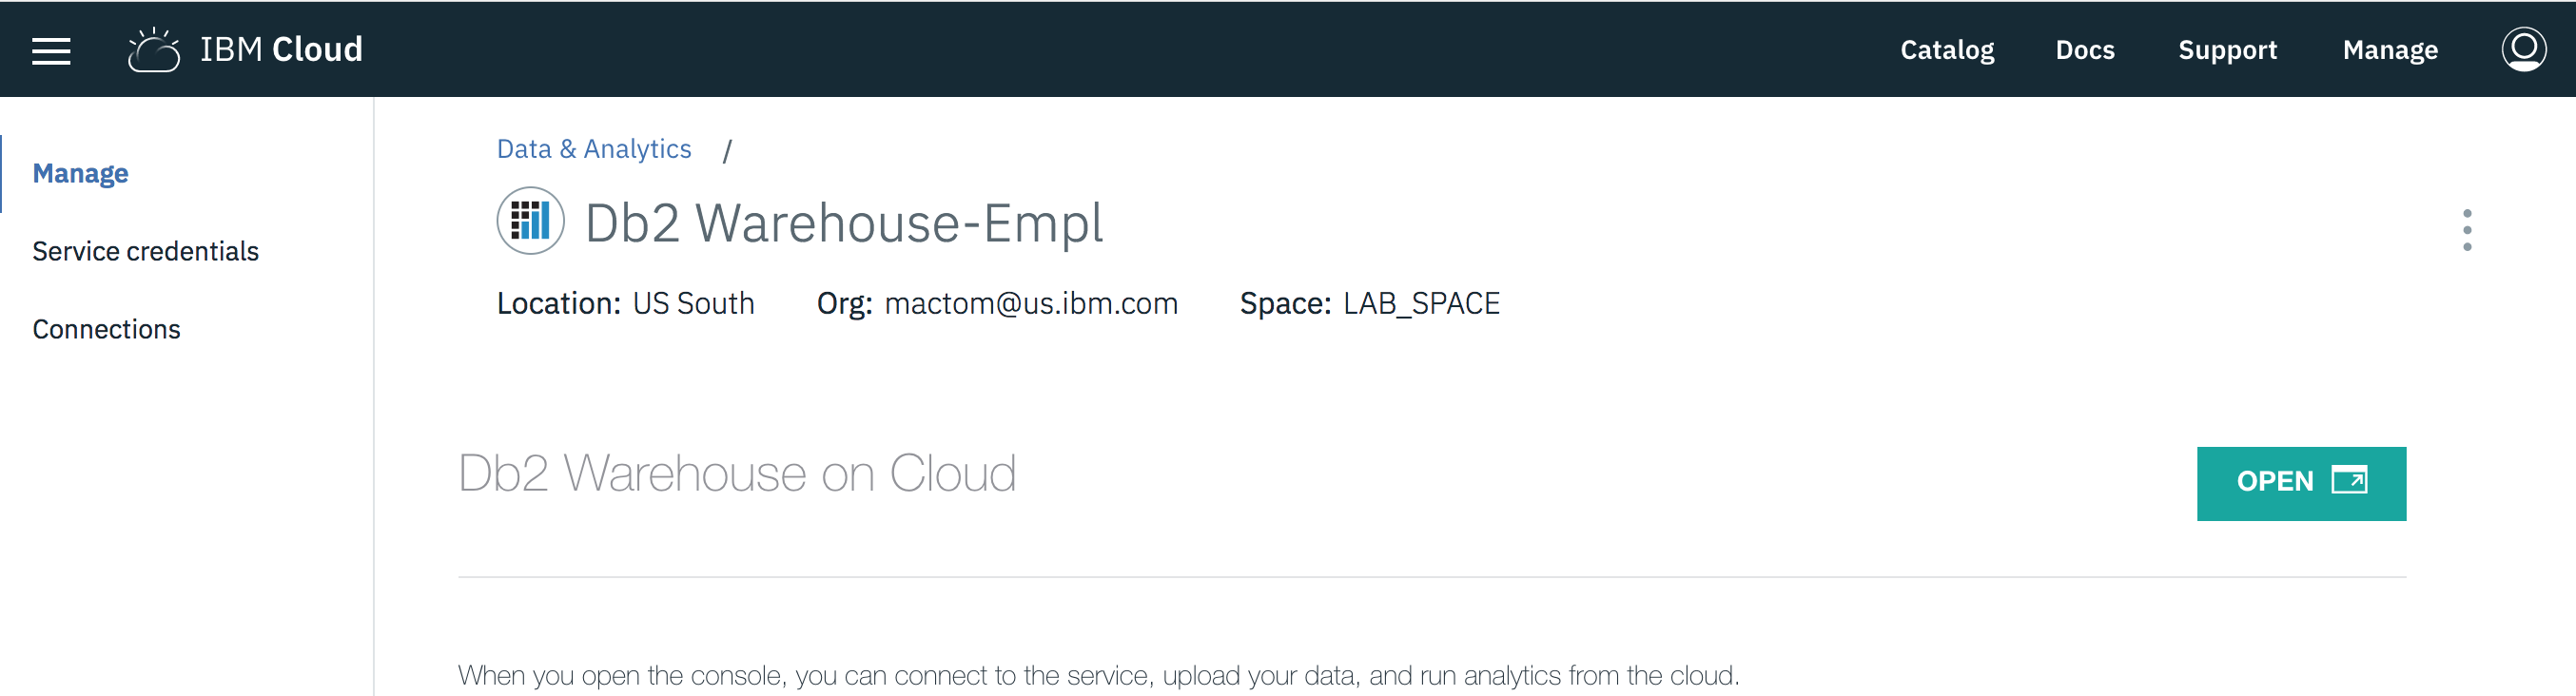 IBM Cloud
Catalog Docs Support Manage
Manage
Service credentials
Connections
Data & Analytics /
Db2 Warehouse-Empl
Location: US South Org: mactom@us.ibm.com Space: LAB_SPACE
Db2 Warehouse on Cloud
OPEN
When you open the console, you can connect to the service, upload your data, and run analytics from the cloud.